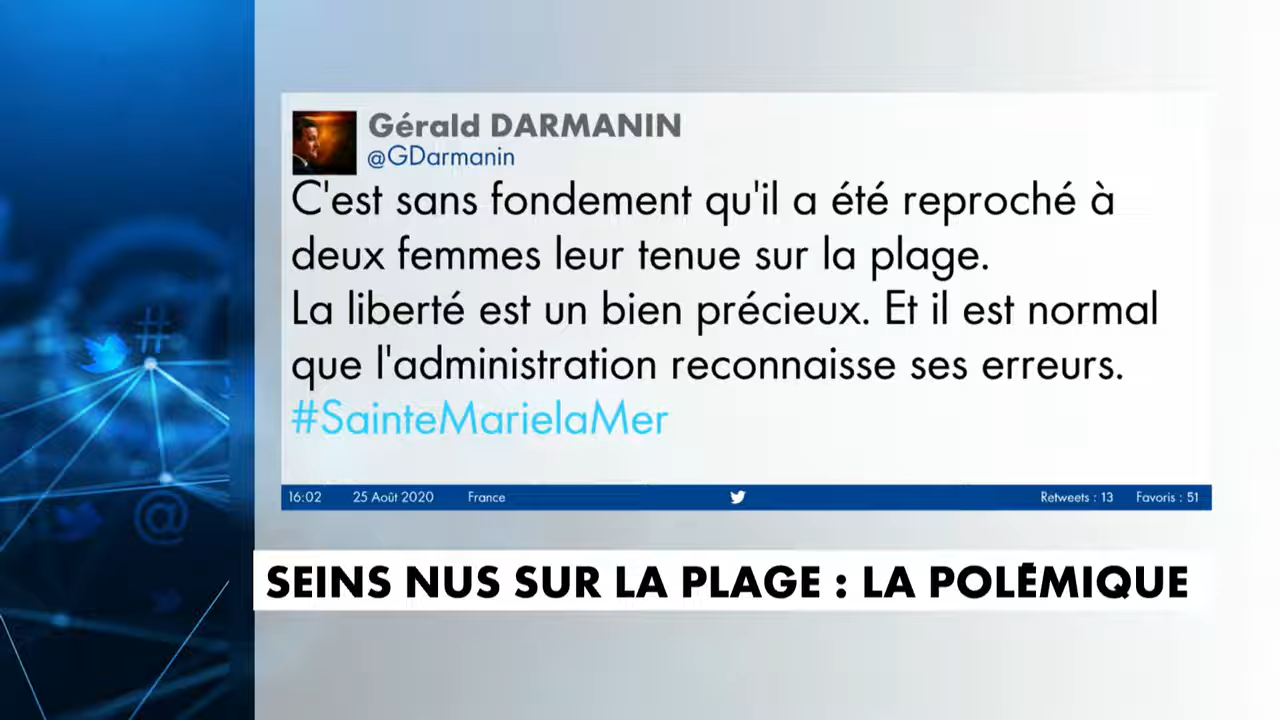 Gérald DARMANIN
@GDarmanin
C'est sans fondement qu'il a été reproché à
deux femmes leur tenue sur la plage.
La liberté est un bien précieux. Et il est normal
que l'administration reconnaisse ses erreurs.
#SainteMarielaMer
16:02 25 Août 2020 France Retweets : 13 Favoris : 51
SEINS NUS SUR LA PLAGE : LA POLÉMIQUE
#
@